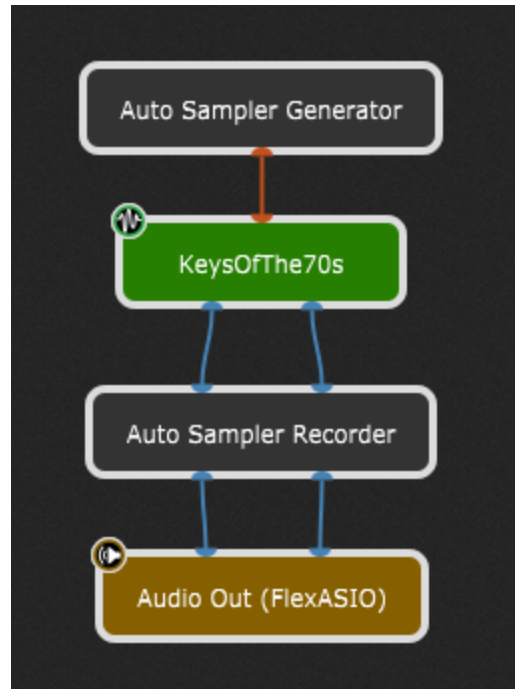 Auto Sampler Generator
KeysOfThe70s
Auto Sampler Recorder
Audio Out (FlexASIO)